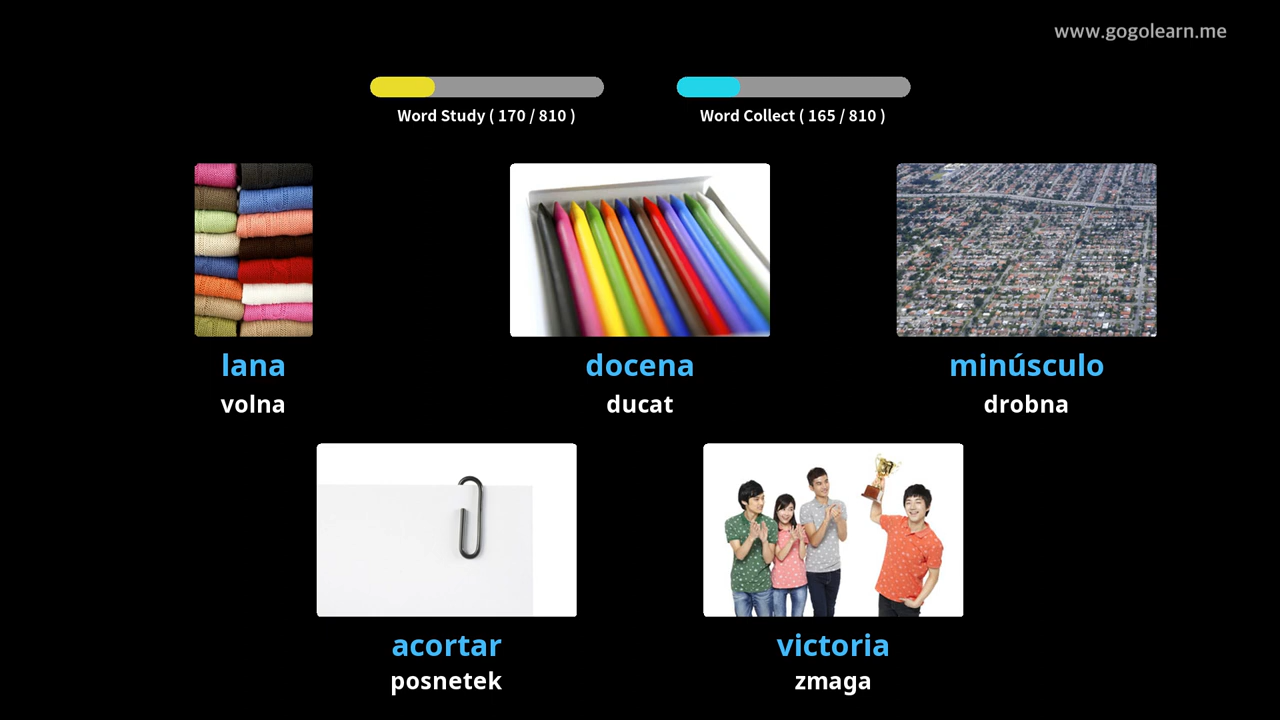 www.gogolearn.me
Word Study ( 170 / 810 )
Word Collect ( 165 / 810 )
lana
volna
docena
ducat
minúsculo
drobna
acortar
posnetek
victoria
zmaga